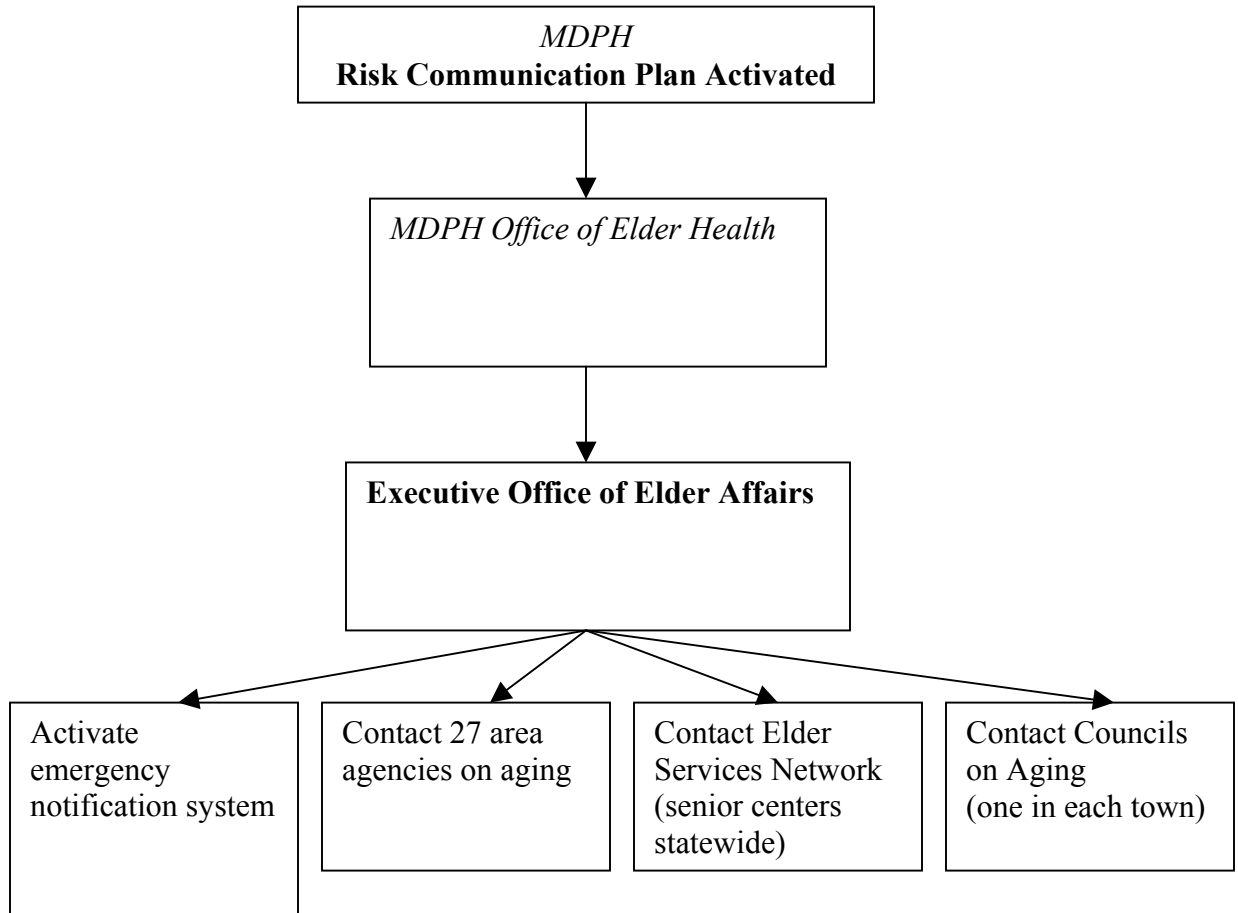 MDPH
Risk Communication Plan Activated
MDPH Office of Elder Health
Executive Office of Elder Affairs
Activate
emergency
notification system
Contact 27 area
agencies on aging
Contact Elder
Services Network
(senior centers
statewide)
Contact Councils
on Aging
(one in each town)